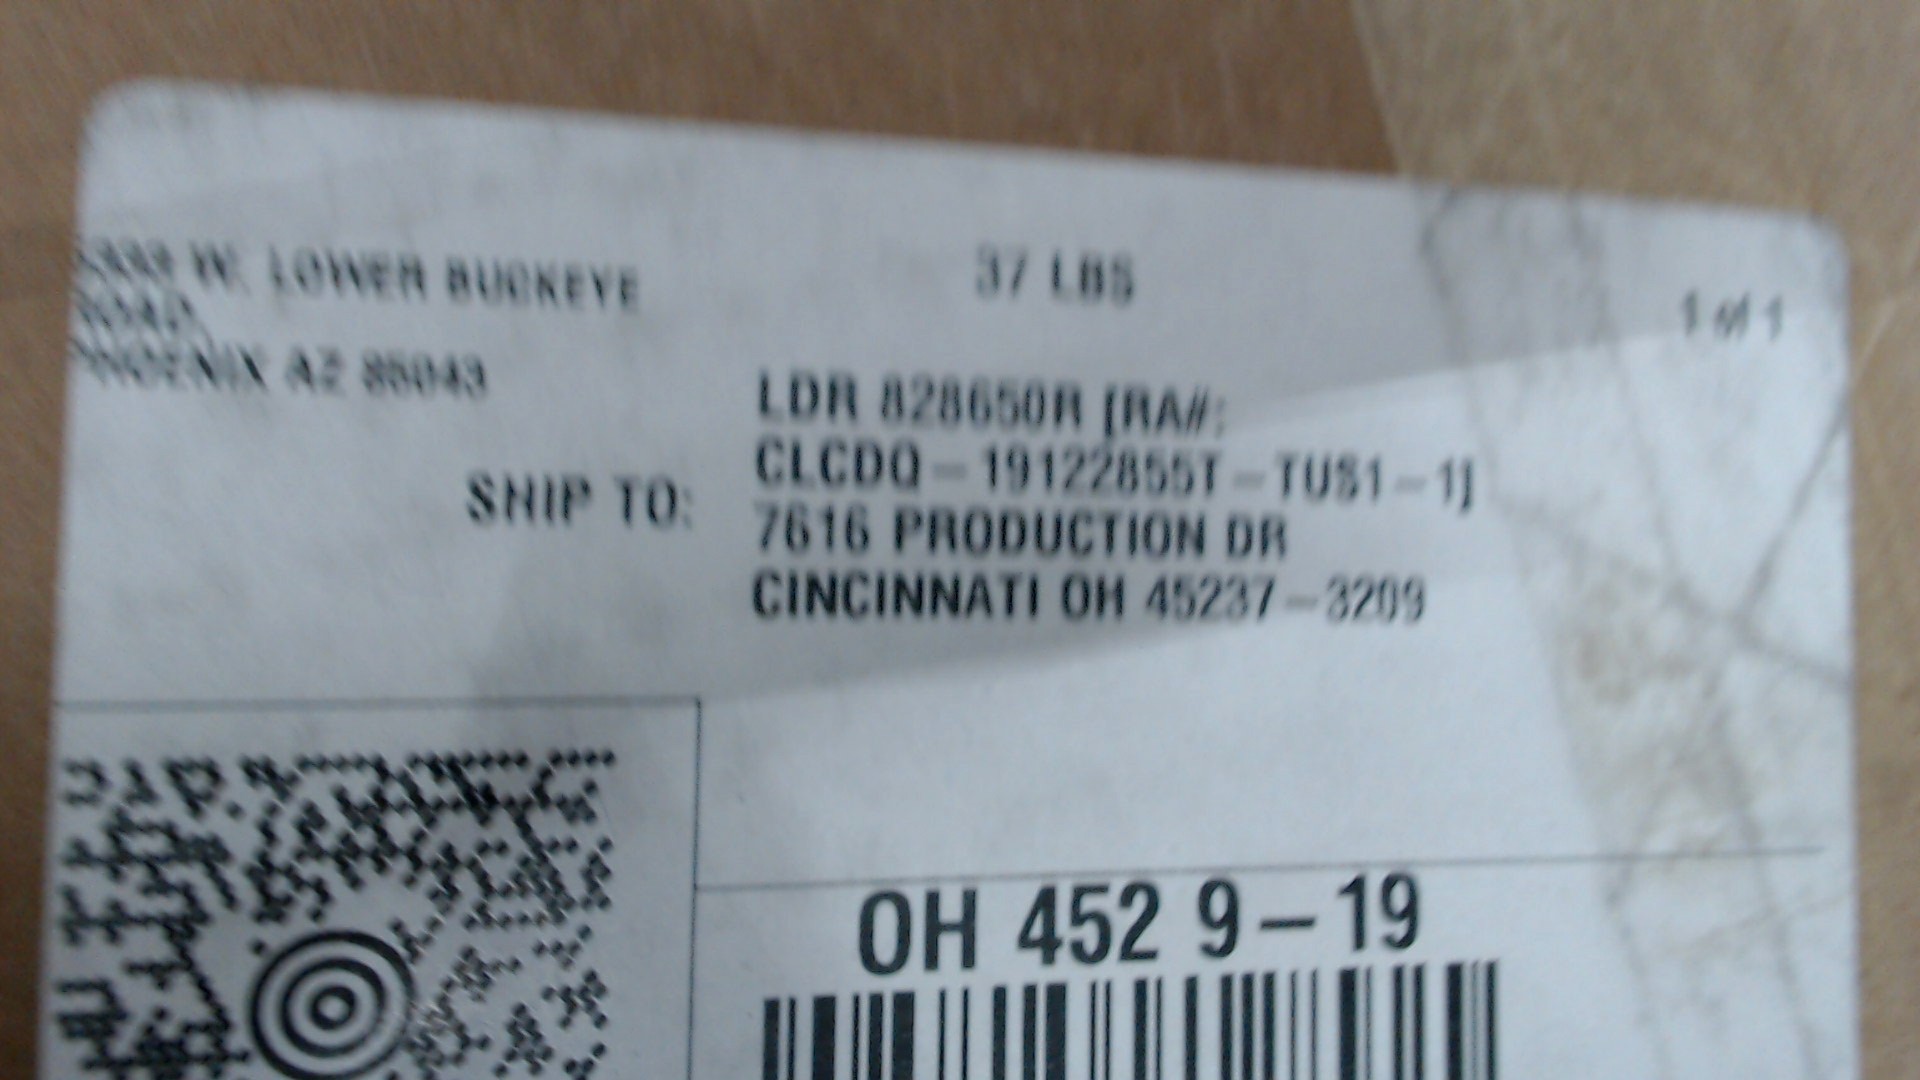 W. LOWER BUCKEYE
PHOENIX AZ 85043
37 LBS
1 of 1
SHIP TO:
LDR 828650R [RA#:
CLCDQ-19122855T-TUS1-1]
7616 PRODUCTION DR
CINCINNATI OH 45237-3209
OH 452 9-19